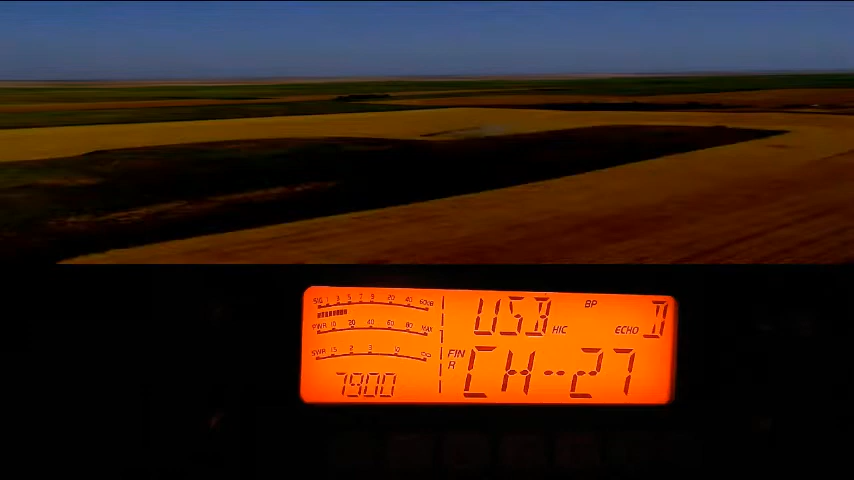 SIG 1 3 5 7 9 20 40 60DB
PWR 10 20 40 60 80 MAX
SWR 1.5 2 3 10 ∞
7900
USB HIC BP ECHO D
FIN R CH-27